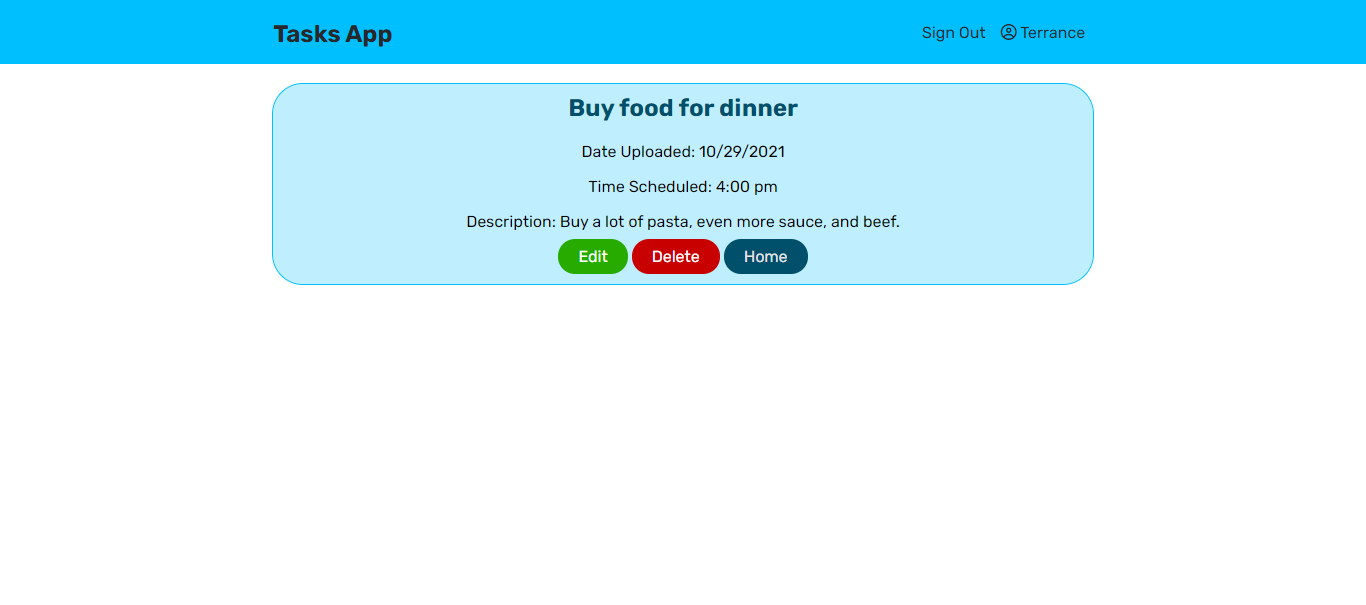 Tasks App
Sign Out Terrance
Buy food for dinner
Date Uploaded: 10/29/2021
Time Scheduled: 4:00 pm
Description: Buy a lot of pasta, even more sauce, and beef.
Edit Delete Home